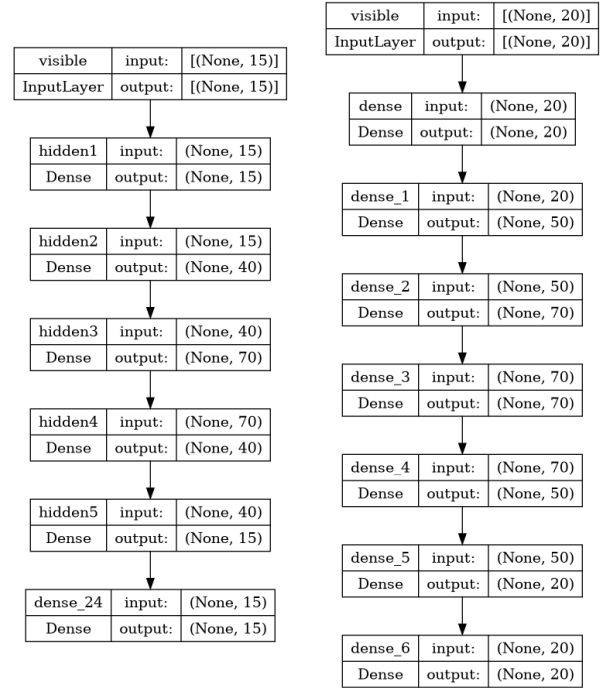 visible input: [(None, 15)]
InputLayer output: [(None, 15)]
hidden1 input: (None, 15)
Dense output: (None, 15)
hidden2 input: (None, 15)
Dense output: (None, 40)
hidden3 input: (None, 40)
Dense output: (None, 70)
hidden4 input: (None, 70)
Dense output: (None, 40)
hidden5 input: (None, 40)
Dense output: (None, 15)
dense_24 input: (None, 15)
Dense output: (None, 15)
visible input: [(None, 20)]
InputLayer output: [(None, 20)]
dense input: (None, 20)
Dense output: (None, 20)
dense_1 input: (None, 20)
Dense output: (None, 50)
dense_2 input: (None, 50)
Dense output: (None, 70)
dense_3 input: (None, 70)
Dense output: (None, 70)
dense_4 input: (None, 70)
Dense output: (None, 50)
dense_5 input: (None, 50)
Dense output: (None, 20)
dense_6 input: (None, 20)
Dense output: (None, 20)